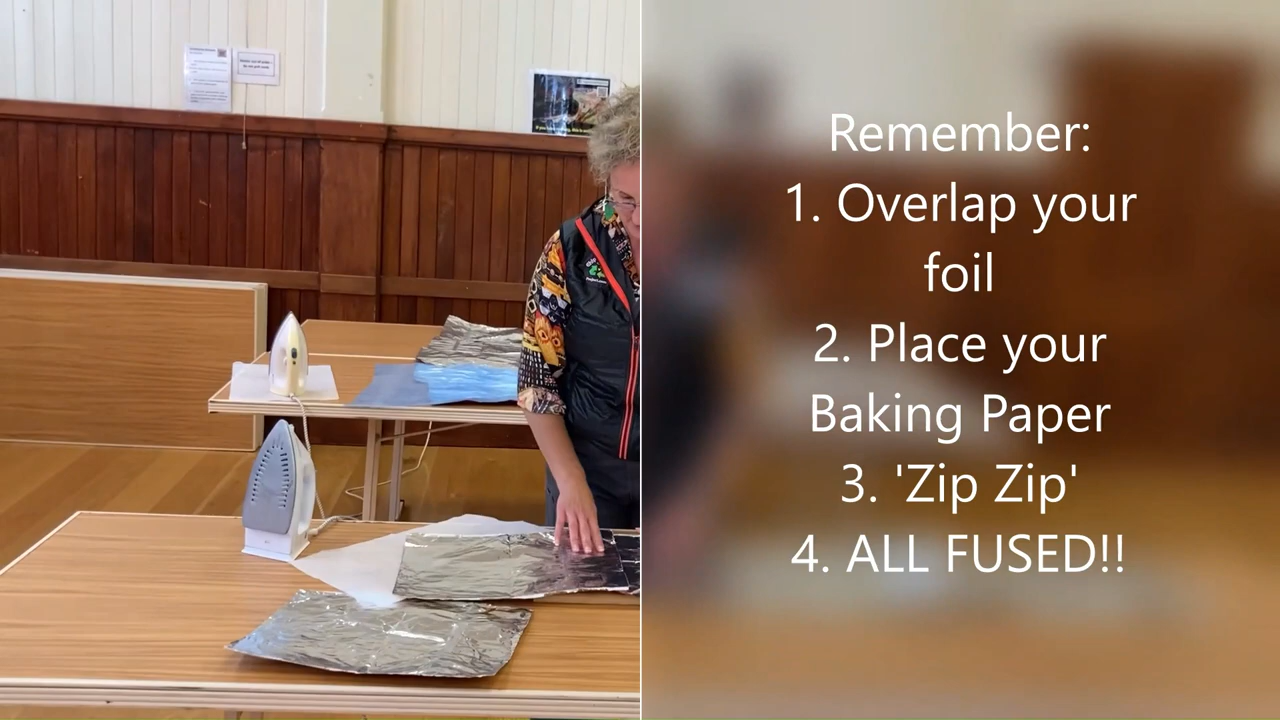 Remember:
1. Overlap your
foil
2. Place your
Baking Paper
3. 'Zip Zip'
4. ALL FUSED!!